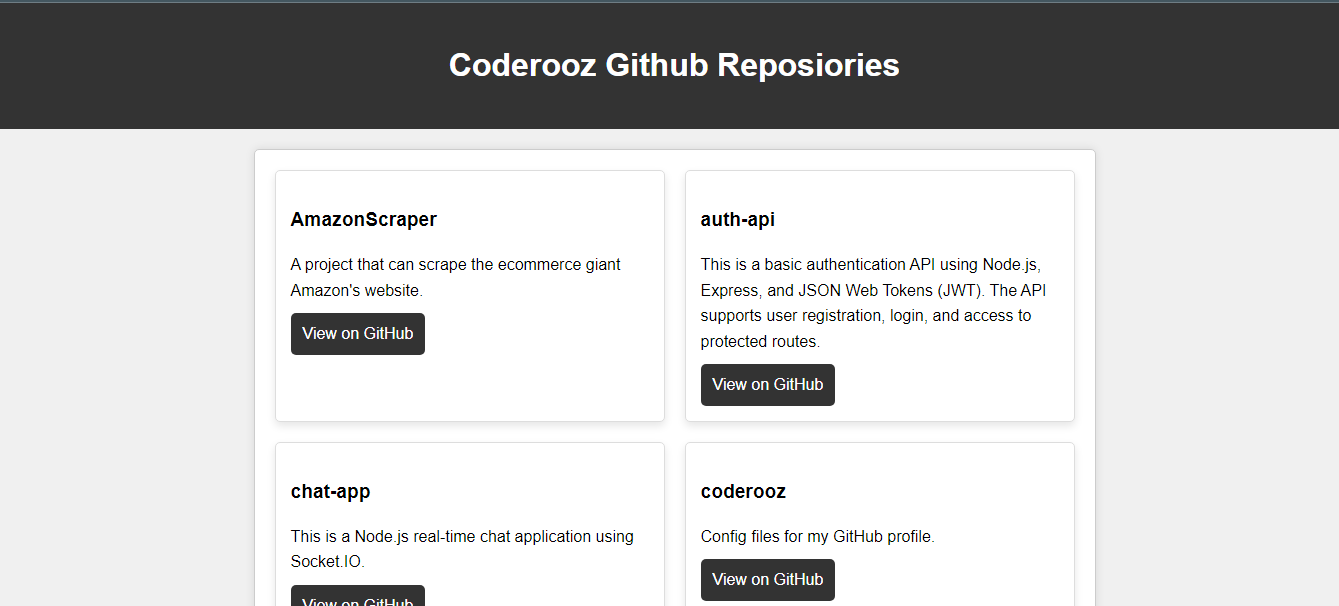 Coderooz Github Reposiories
AmazonScraper
A project that can scrape the ecommerce giant
Amazon's website.
View on GitHub
auth-api
This is a basic authentication API using Node.js,
Express, and JSON Web Tokens (JWT). The API
supports user registration, login, and access to
protected routes.
View on GitHub
chat-app
This is a Node.js real-time chat application using
Socket.IO.
View on GitHub
coderooz
Config files for my GitHub profile.
View on GitHub